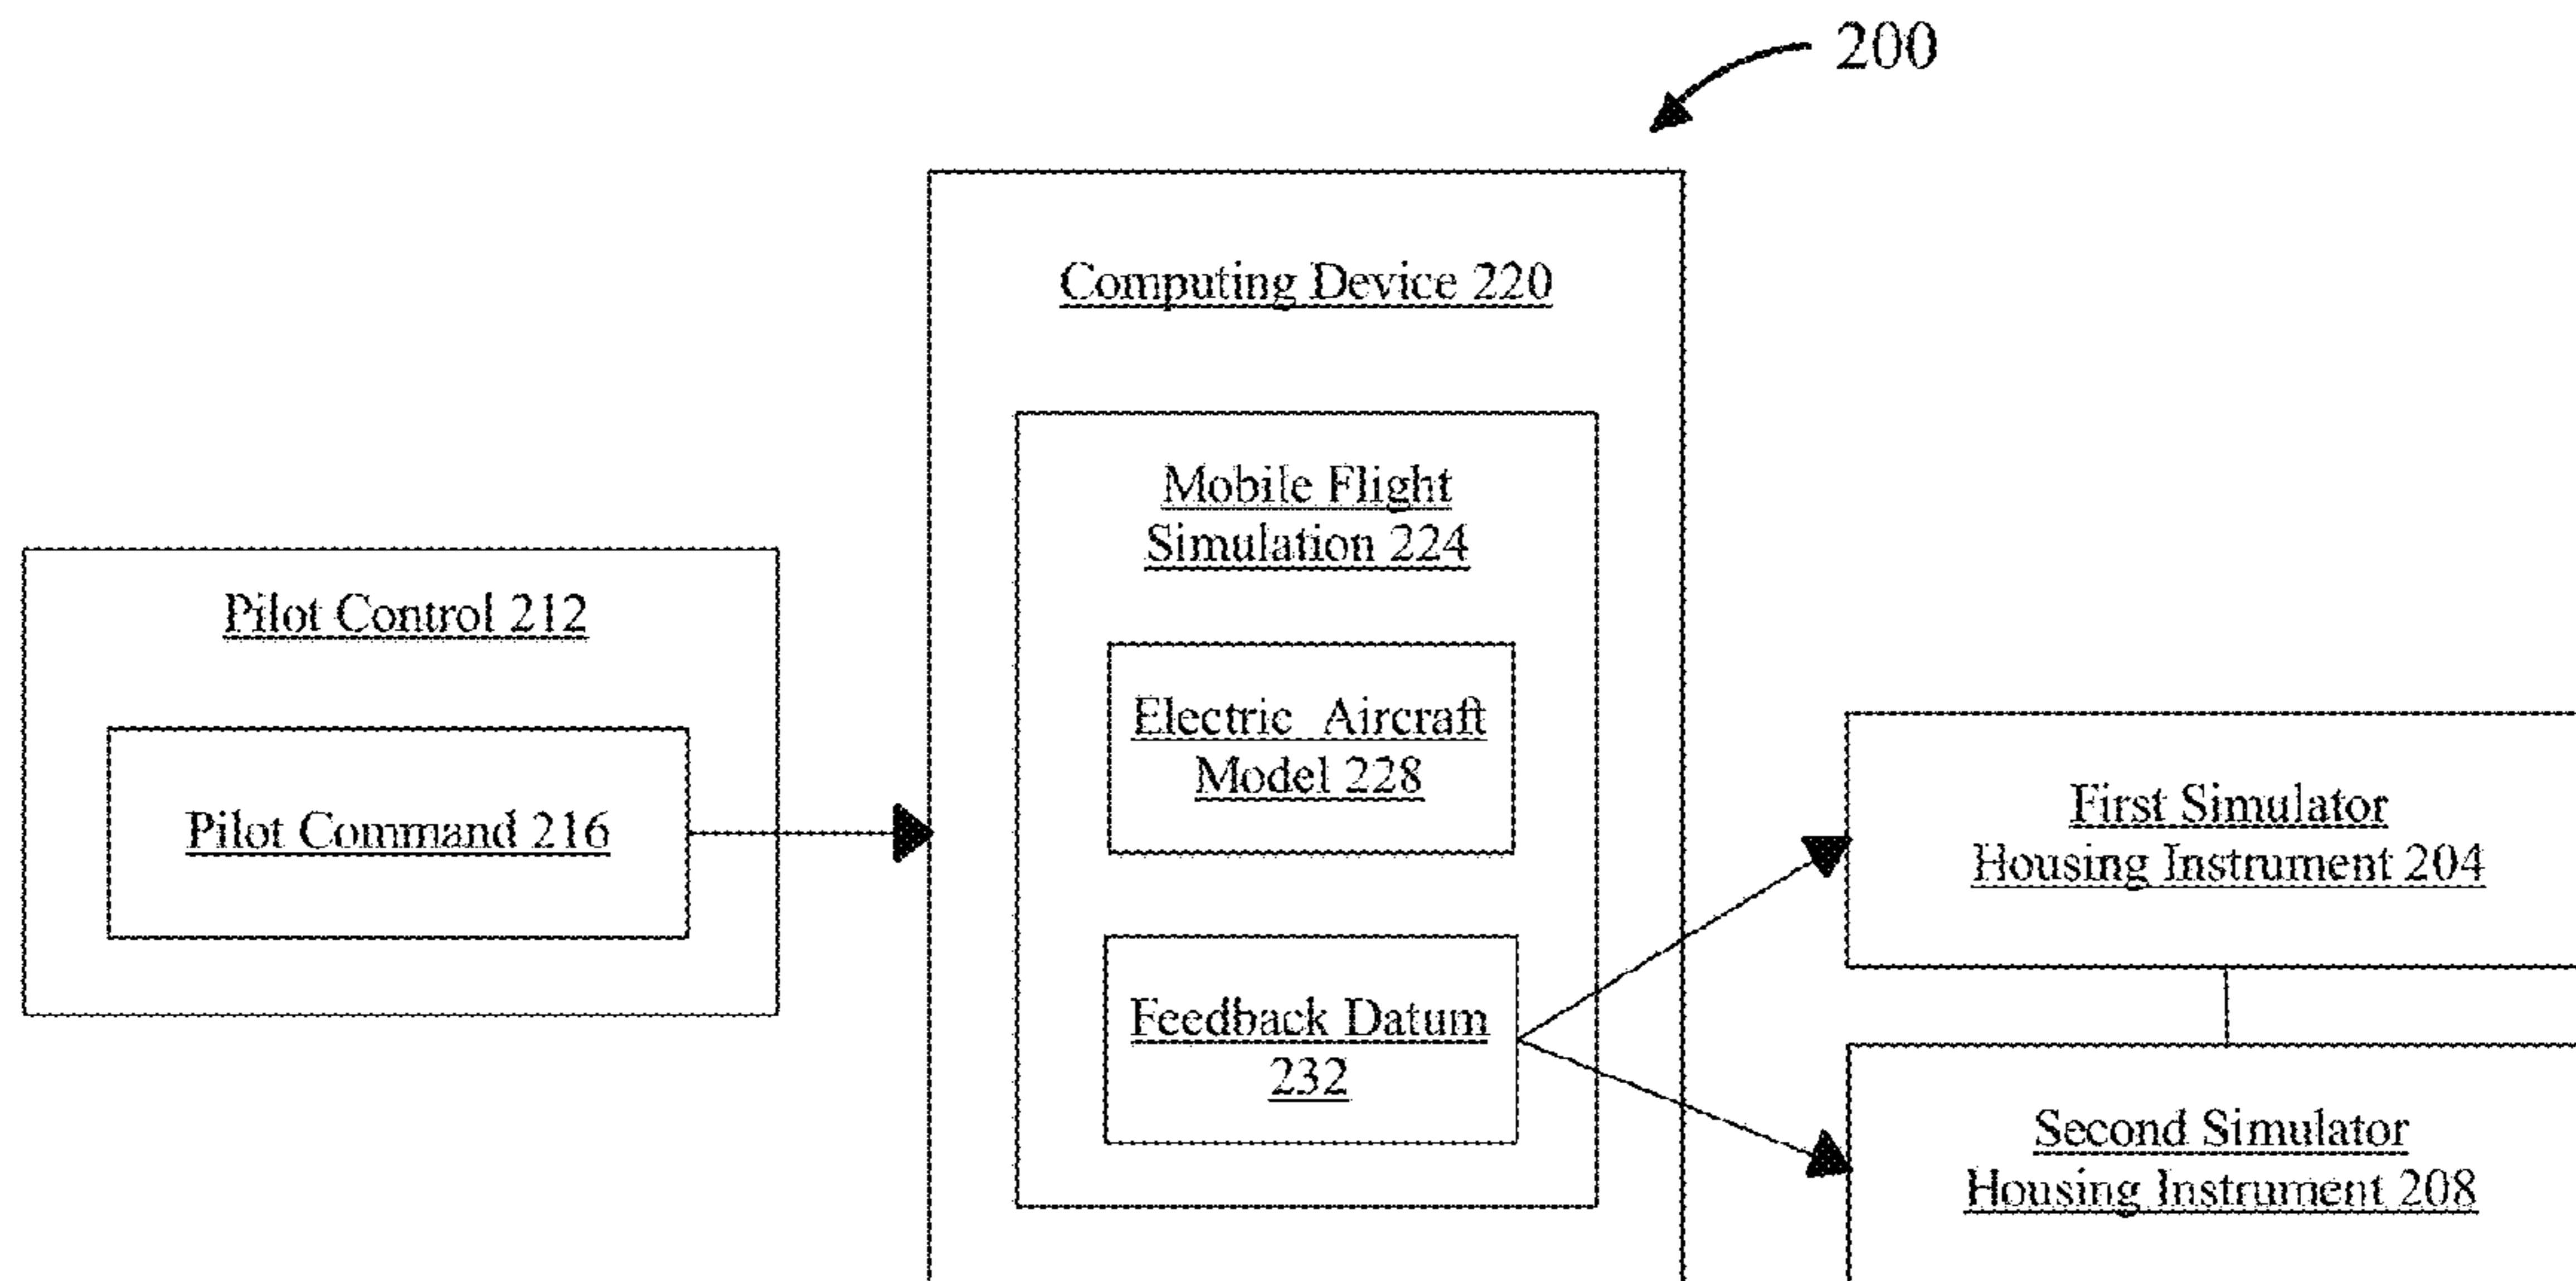 200
Computing Device 220
Mobile Flight
Simulation 224
Pilot Control 212
Pilot Command 216
Electric Aircraft
Model 228
Feedback Datum
232
First Simulator
Housing Instrument 204
Second Simulator
Housing Instrument 208